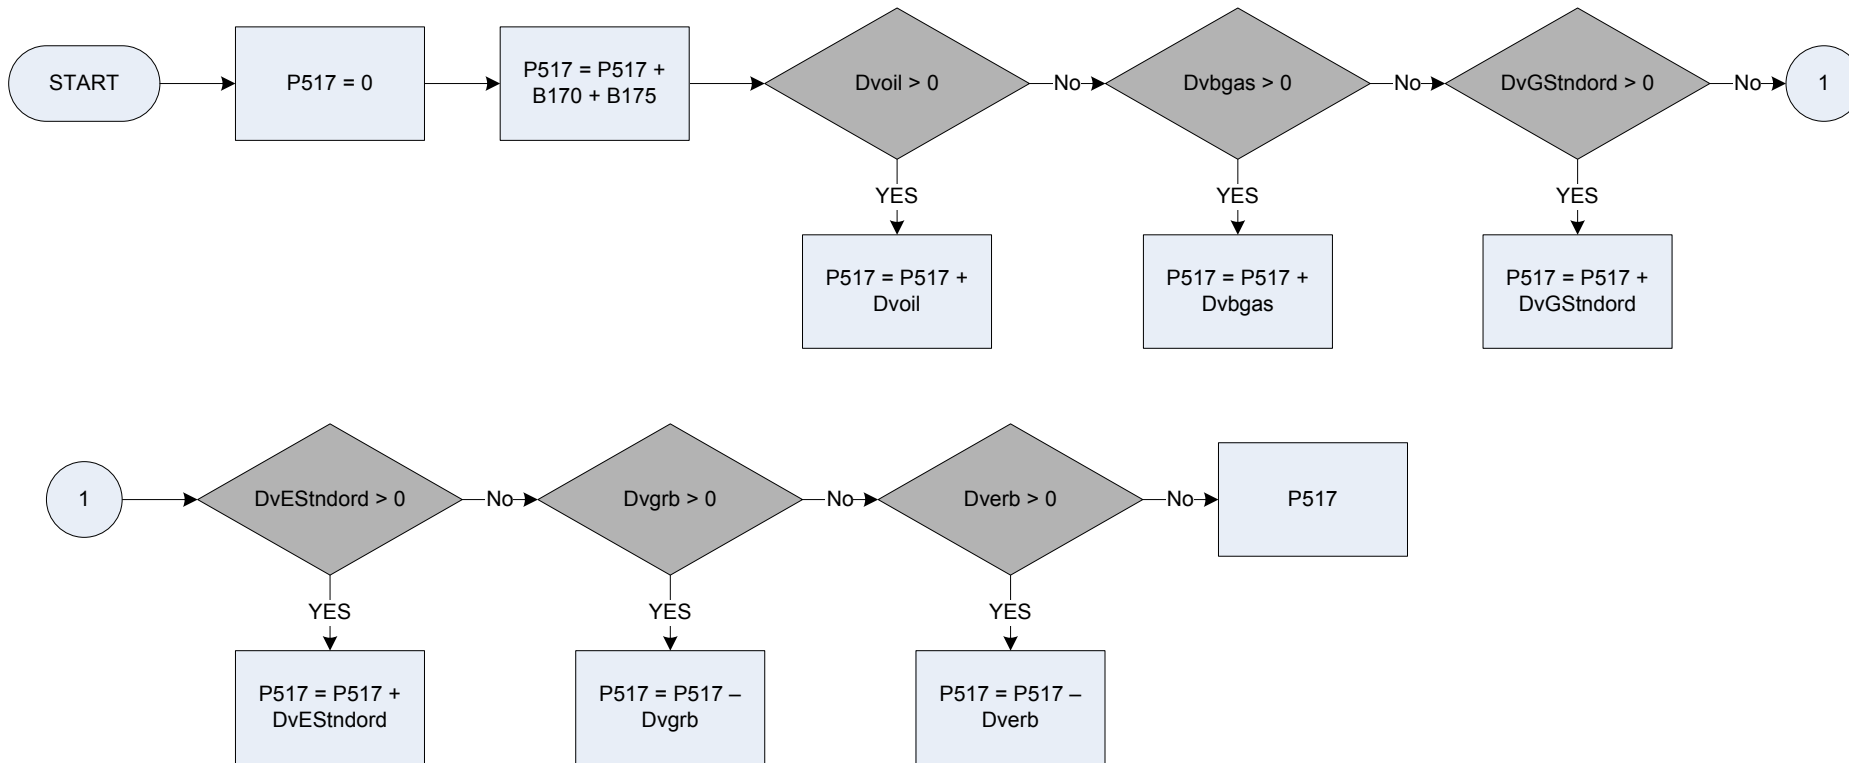 START
P517 = 0
P517 = P517 +
B170 + B175
Dvoil > 0
No
Dvbgas > 0
No
DvGStndord > 0
No
1
YES
YES
YES
P517 = P517 +
Dvoil
P517 = P517 +
Dvbgas
P517 = P517 +
DvGStndord
1
DvEStndord > 0
No
Dvgrb > 0
No
Dverb > 0
No
P517
YES
YES
YES
P517 = P517 +
DvEStndord
P517 = P517 –
Dvgrb
P517 = P517 –
Dverb